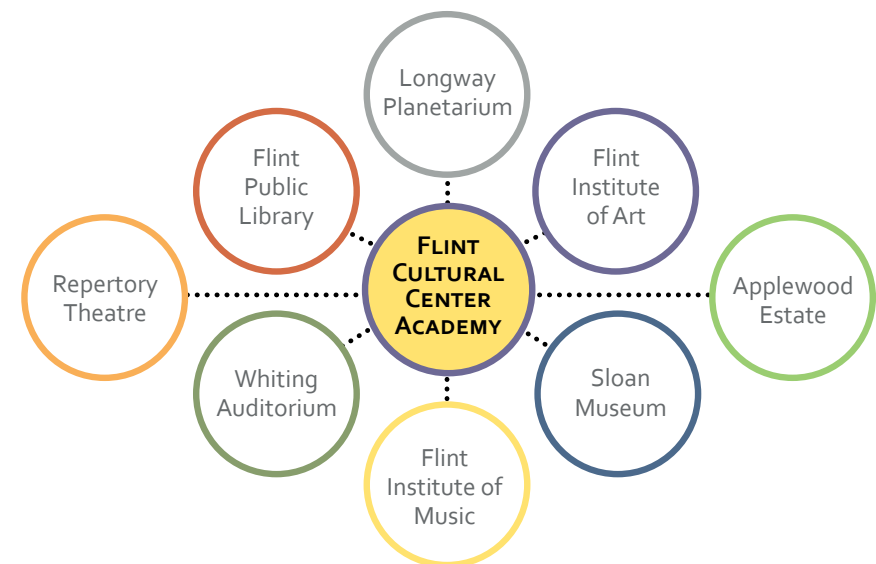 Longway
Planetarium
Flint
Public
Library
Flint
Institute
of Art
Repertory
Theatre
FLINT
CULTURAL
CENTER
ACADEMY
Applewood
Estate
Whiting
Auditorium
Sloan
Museum
Flint
Institute of
Music